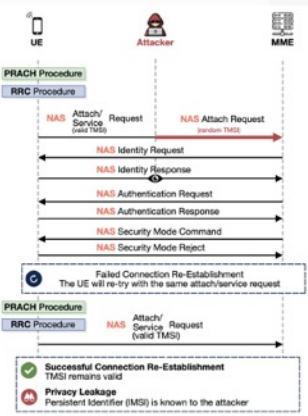 UE
Attacker
MME
PRACH Procedure
RRC Procedure
NAS Attach/ Service Request
(valid TMSI)
NAS Attach Request
(random TMSI)
NAS Identity Request
NAS Identity Response
NAS Authentication Request
NAS Authentication Response
NAS Security Mode Command
NAS Security Mode Reject
Failed Connection Re-Establishment
The UE will re-try with the same attach/service request
PRACH Procedure
RRC Procedure
NAS Attach/ Service Request
(valid TMSI)
Successful Connection Re-Establishment
TMSI remains valid
Privacy Leakage
Persistent Identifier (IMSI) is known to the attacker